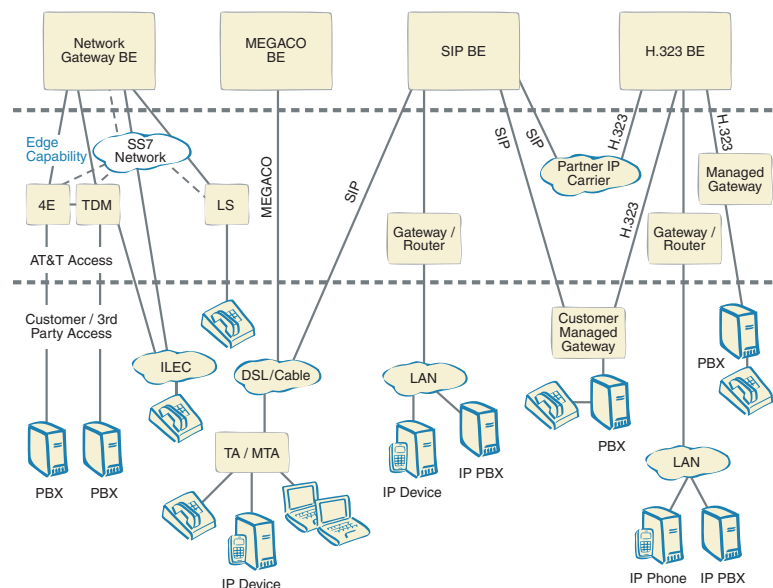 Network
Gateway BE
MEGACO
BE
SIP BE
H.323 BE
Edge
Capability
SS7
Network
MEGACO
SIP
SIP
SIP
H.323
H.323
H.323
Partner IP
Carrier
Managed
Gateway
4E
TDM
LS
Gateway /
Router
Gateway /
Router
AT&T Access
Customer / 3rd
Party Access
Customer
Managed
Gateway
ILEC
DSL/Cable
LAN
PBX
PBX
LAN
TA / MTA
IP Device
IP PBX
PBX
PBX
IP Device
IP Phone
IP PBX